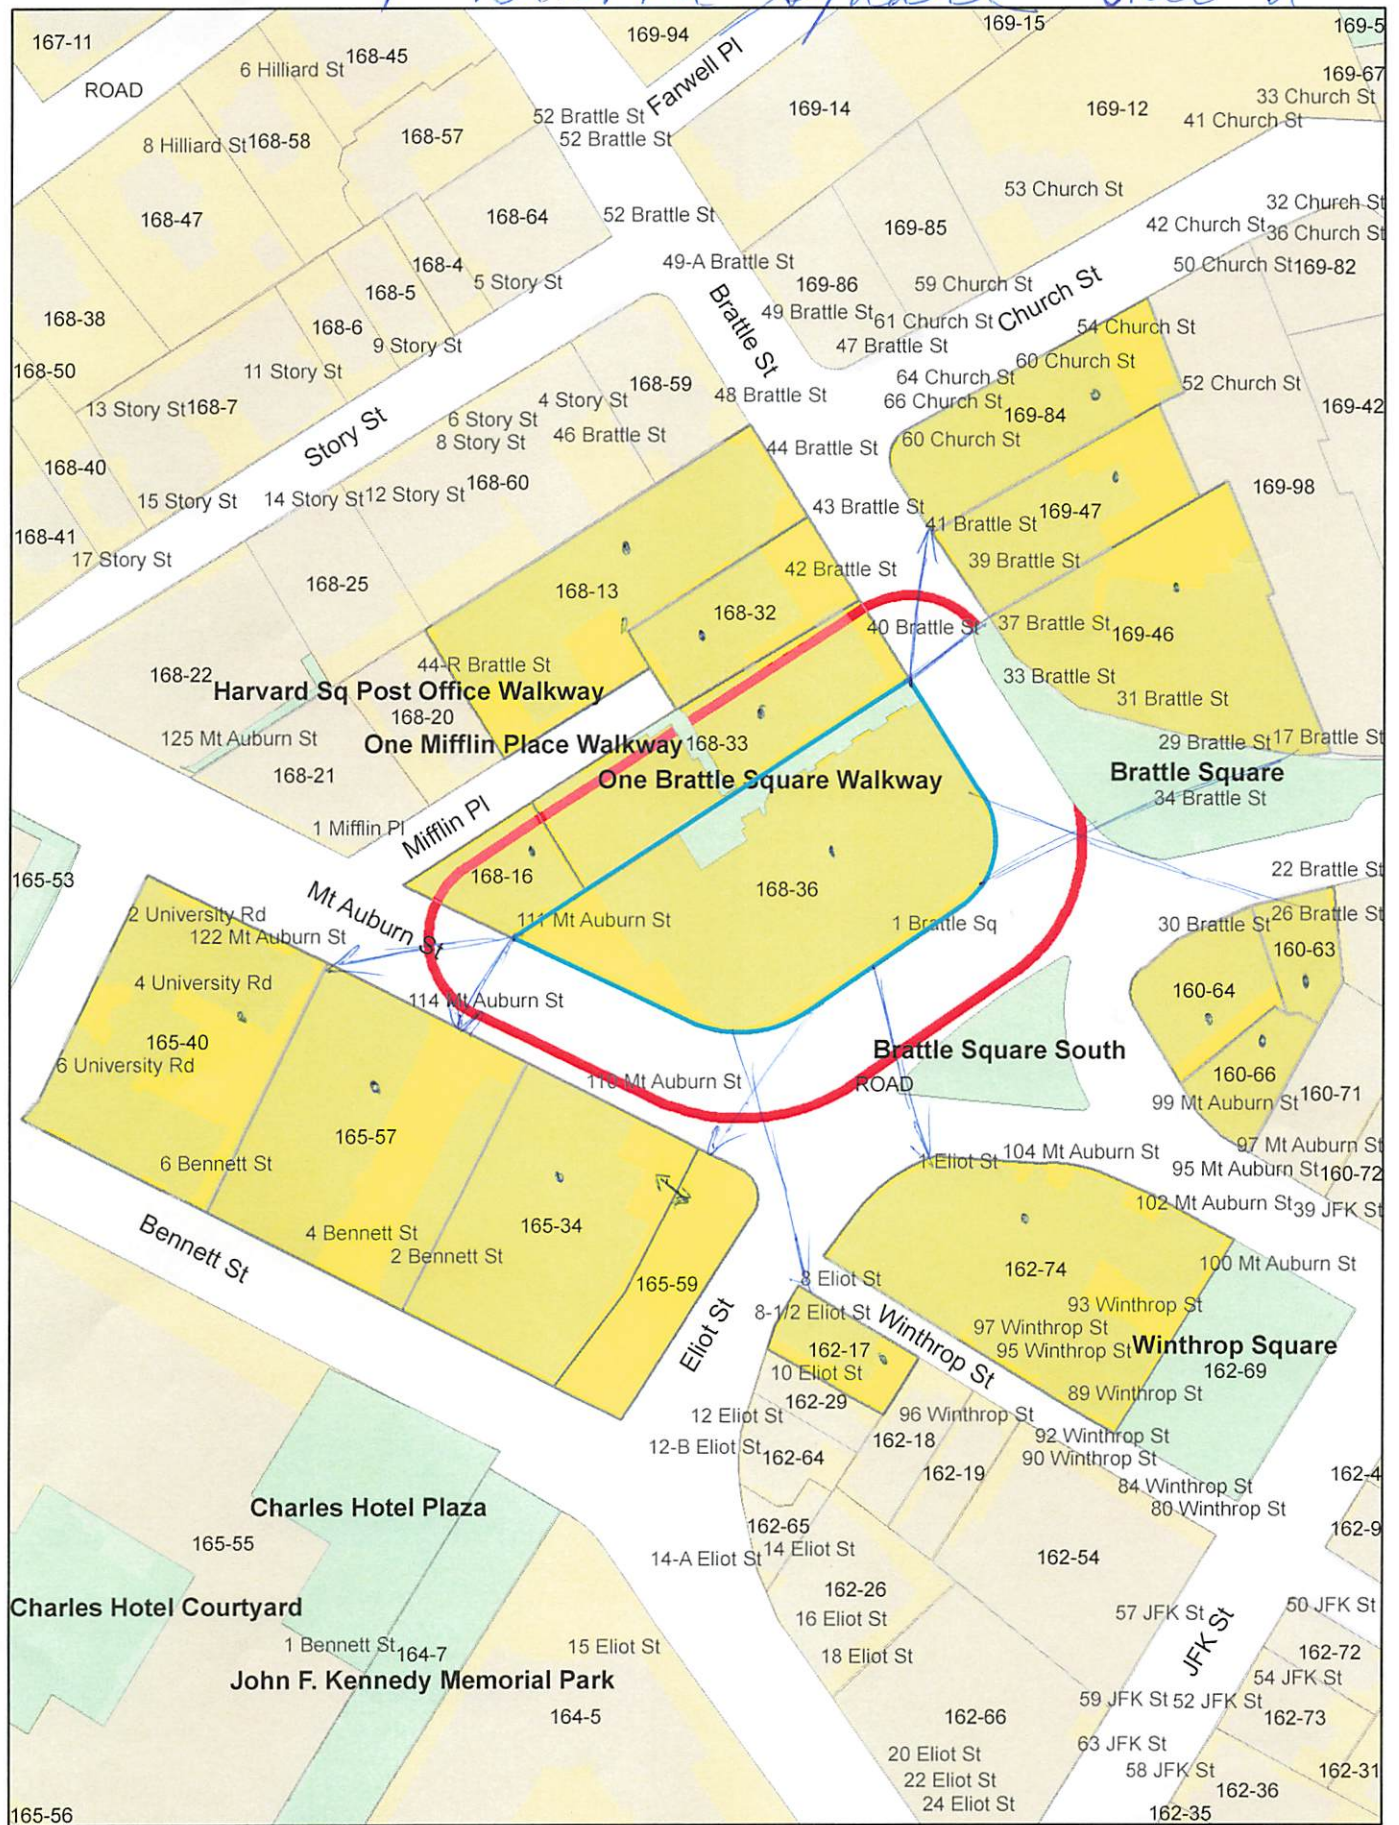 169-15
169-5
167-11
169-94
168-45
6 Hilliard St
Farwell Pl
169-67
ROAD
33 Church St
169-14
169-12
41 Church St
52 Brattle St
52 Brattle St
168-57
8 Hilliard St
168-58
53 Church St
32 Church St
168-47
168-64
52 Brattle St
169-85
42 Church St
36 Church St
49-A Brattle St
168-4
50 Church St
169-82
5 Story St
169-86
59 Church St
168-5
Brattle St
Church St
49 Brattle St
61 Church St
168-38
168-6
54 Church St
9 Story St
47 Brattle St
60 Church St
168-50
11 Story St
168-59
64 Church St
52 Church St
48 Brattle St
4 Story St
66 Church St
169-84
169-42
13 Story St
168-7
6 Story St
Story St
8 Story St
46 Brattle St
60 Church St
44 Brattle St
168-40
168-60
169-98
15 Story St
14 Story St
12 Story St
43 Brattle St
169-47
41 Brattle St
168-41
17 Story St
39 Brattle St
42 Brattle St
168-25
168-13
168-32
40 Brattle St
37 Brattle St
169-46
44-R Brattle St
168-22
Harvard Sq Post Office Walkway
33 Brattle St
31 Brattle St
168-20
125 Mt Auburn St
One Mifflin Place Walkway
168-33
29 Brattle St
17 Brattle St
168-21
One Brattle Square Walkway
Brattle Square
34 Brattle St
1 Mifflin Pl
Mifflin Pl
165-53
168-16
168-36
22 Brattle St
Mt Auburn St
2 University Rd
111 Mt Auburn St
1 Brattle Sq
30 Brattle St
26 Brattle St
122 Mt Auburn St
160-63
4 University Rd
160-64
114 Mt Auburn St
165-40
Brattle Square South
6 University Rd
110 Mt Auburn St
ROAD
160-66
160-71
99 Mt Auburn St
165-57
97 Mt Auburn St
104 Mt Auburn St
1 Eliot St
6 Bennett St
95 Mt Auburn St
160-72
102 Mt Auburn St
39 JFK St
165-34
4 Bennett St
Bennett St
2 Bennett St
100 Mt Auburn St
162-74
165-59
8 Eliot St
93 Winthrop St
8-1/2 Eliot St
Winthrop St
97 Winthrop St
Eliot St
162-17
95 Winthrop St
Winthrop Square
162-69
10 Eliot St
89 Winthrop St
162-29
12 Eliot St
96 Winthrop St
92 Winthrop St
12-B Eliot St
162-18
162-64
90 Winthrop St
162-19
162-4
84 Winthrop St
Charles Hotel Plaza
80 Winthrop St
162-65
162-9
165-55
14-A Eliot St
14 Eliot St
162-54
162-26
Charles Hotel Courtyard
57 JFK St
50 JFK St
16 Eliot St
JFK St
1 Bennett St
164-7
15 Eliot St
18 Eliot St
162-72
John F. Kennedy Memorial Park
54 JFK St
59 JFK St
52 JFK St
164-5
162-66
162-73
63 JFK St
20 Eliot St
58 JFK St
162-31
22 Eliot St
162-36
24 Eliot St
165-56
162-35